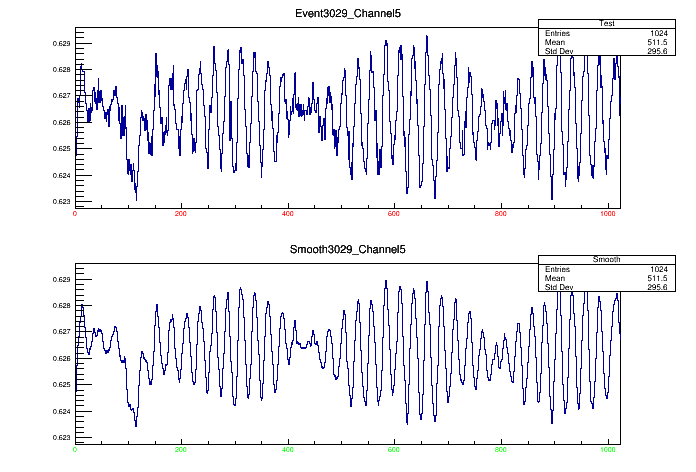 Event3029_Channel5
Test
Entries 1024
Mean 511.5
Std Dev 295.6
0.629
0.628
0.627
0.626
0.625
0.624
0.623
0 200 400 600 800 1000
Smooth3029_Channel5
Smooth
Entries 1024
Mean 511.5
Std Dev 295.6
0.629
0.628
0.627
0.626
0.625
0.624
0.623
0 200 400 600 800 1000